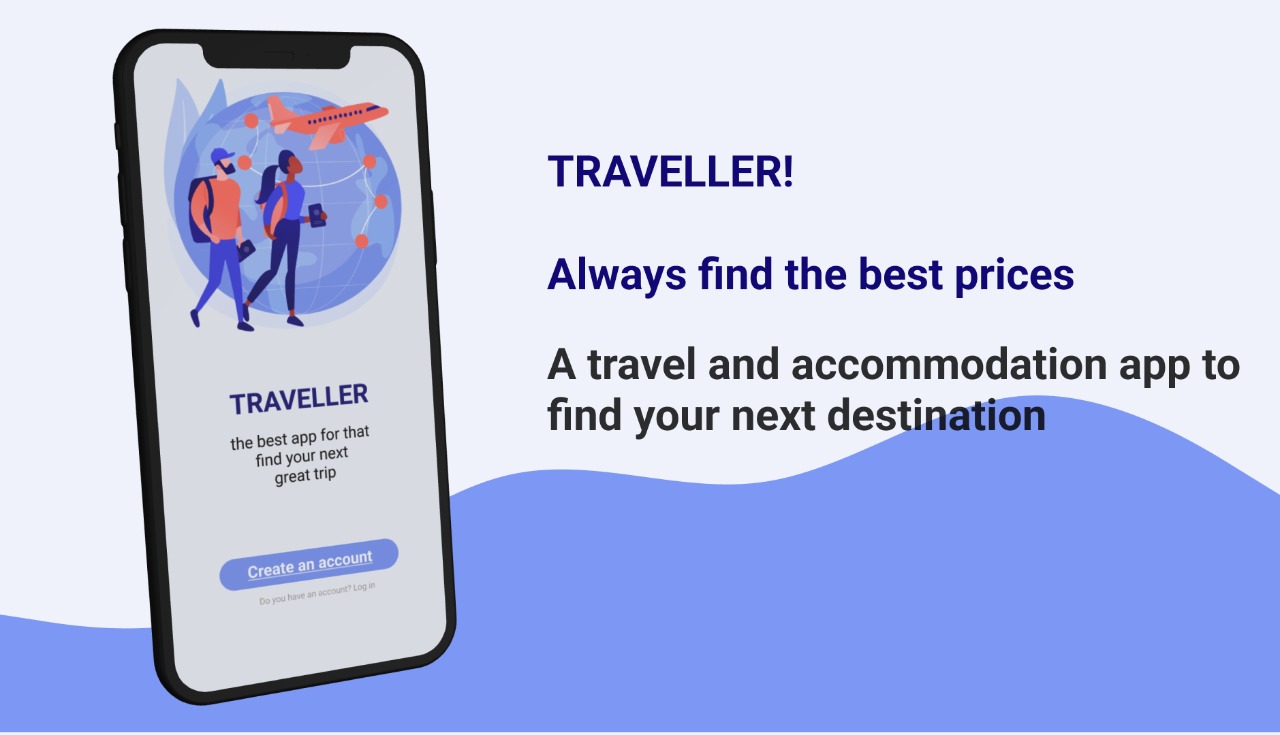 TRAVELLER!
Always find the best prices
A travel and accommodation app to
find your next destination
TRAVELLER
the best app for that
find your next
great trip
Create an account
Do you have an account? Log in